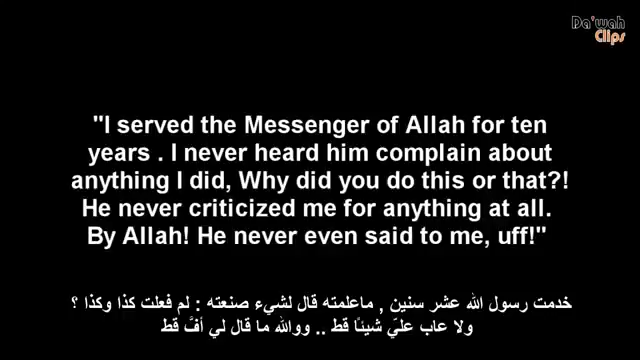 Da'wah
Clips
"I served the Messenger of Allah for ten
years . I never heard him complain about
anything I did, Why did you do this or that?!
He never criticized me for anything at all.
By Allah! He never even said to me, uff!"
خدمت رسول الله عشر سنين , ماعلمته قال لشيء صنعته : لم فعلت كذا وكذا ؟
ولا عاب عليّ شيئًا قط .. ووالله ما قال لي أفَّ قط